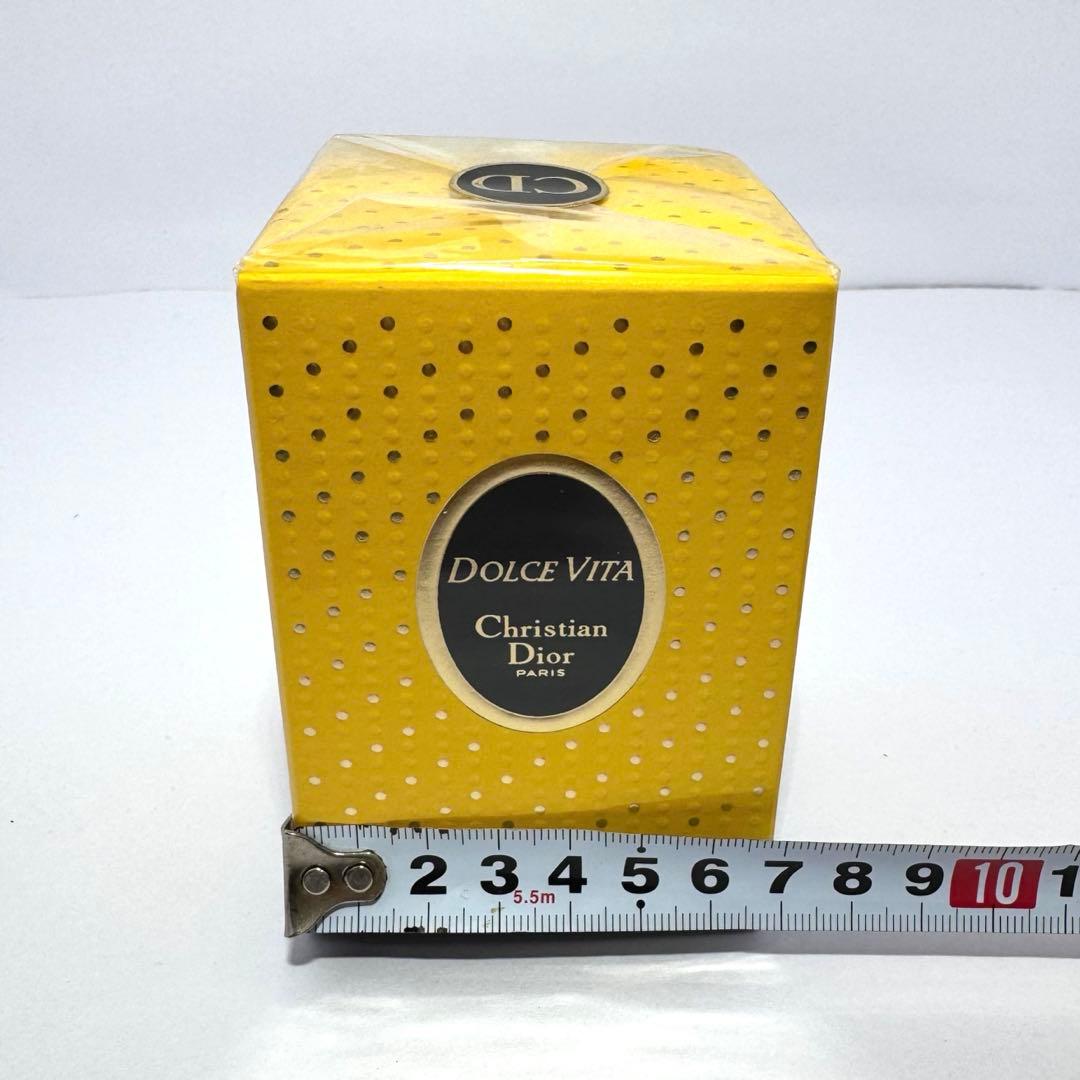 CD
DOLCE VITA
Christian
Dior
PARIS
2 3 4 5 6 7 8 9 10 1
5.5m